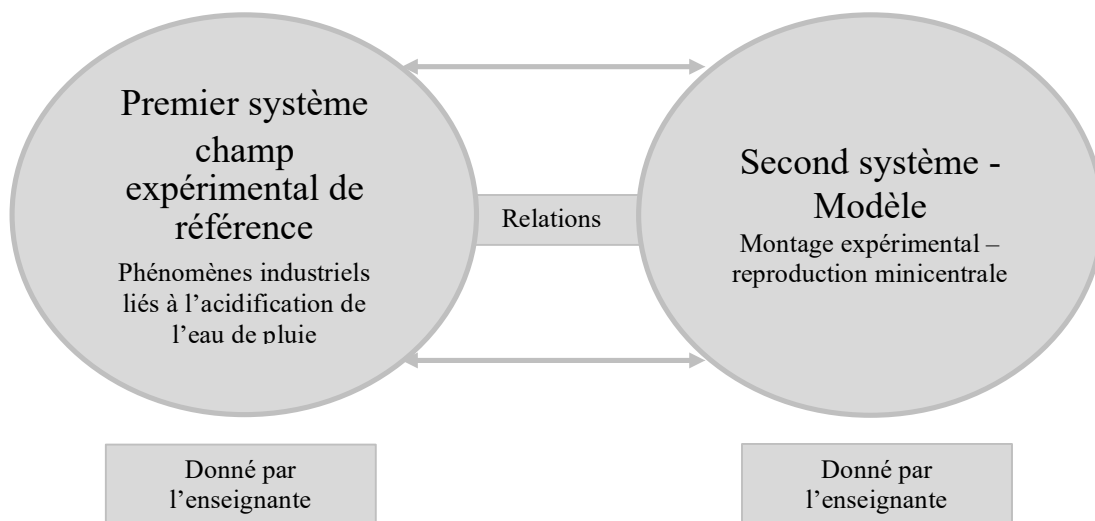 Premier système
champ
expérimental de
référence
Phénomènes industriels
liés à l'acidification de
l'eau de pluie
Relations
Second système -
Modèle
Montage expérimental –
reproduction minicentrale
Donné par
l'enseignante
Donné par
l'enseignante